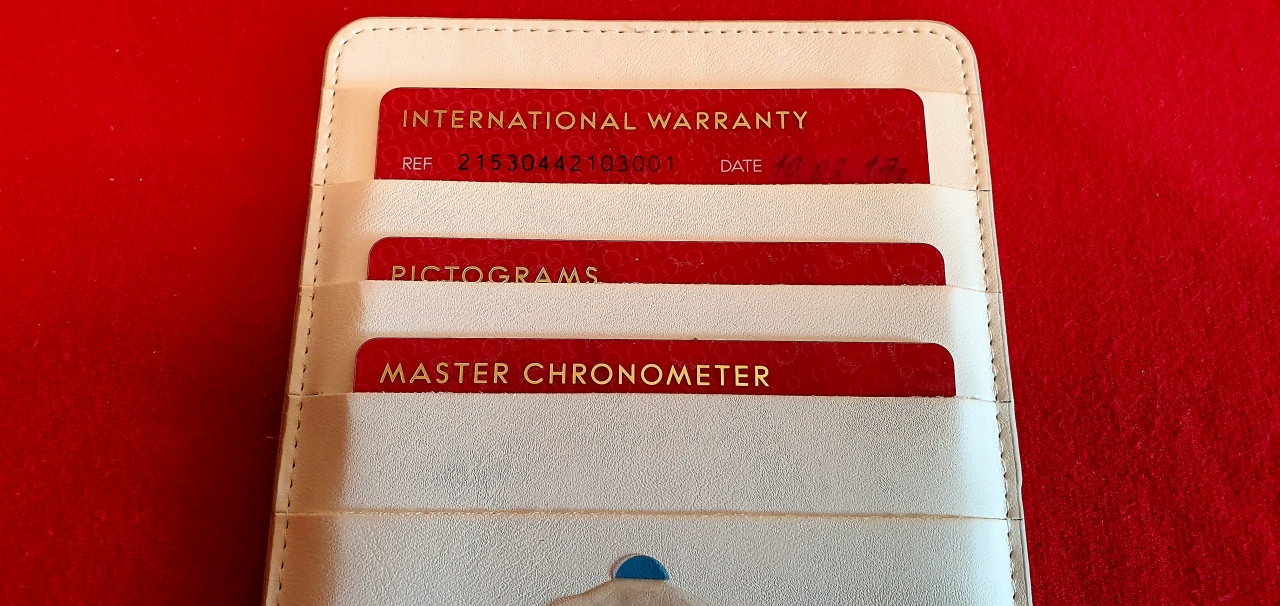 INTERNATIONAL WARRANTY
REF 21530442103001 DATE
PICTOGRAMS
MASTER CHRONOMETER